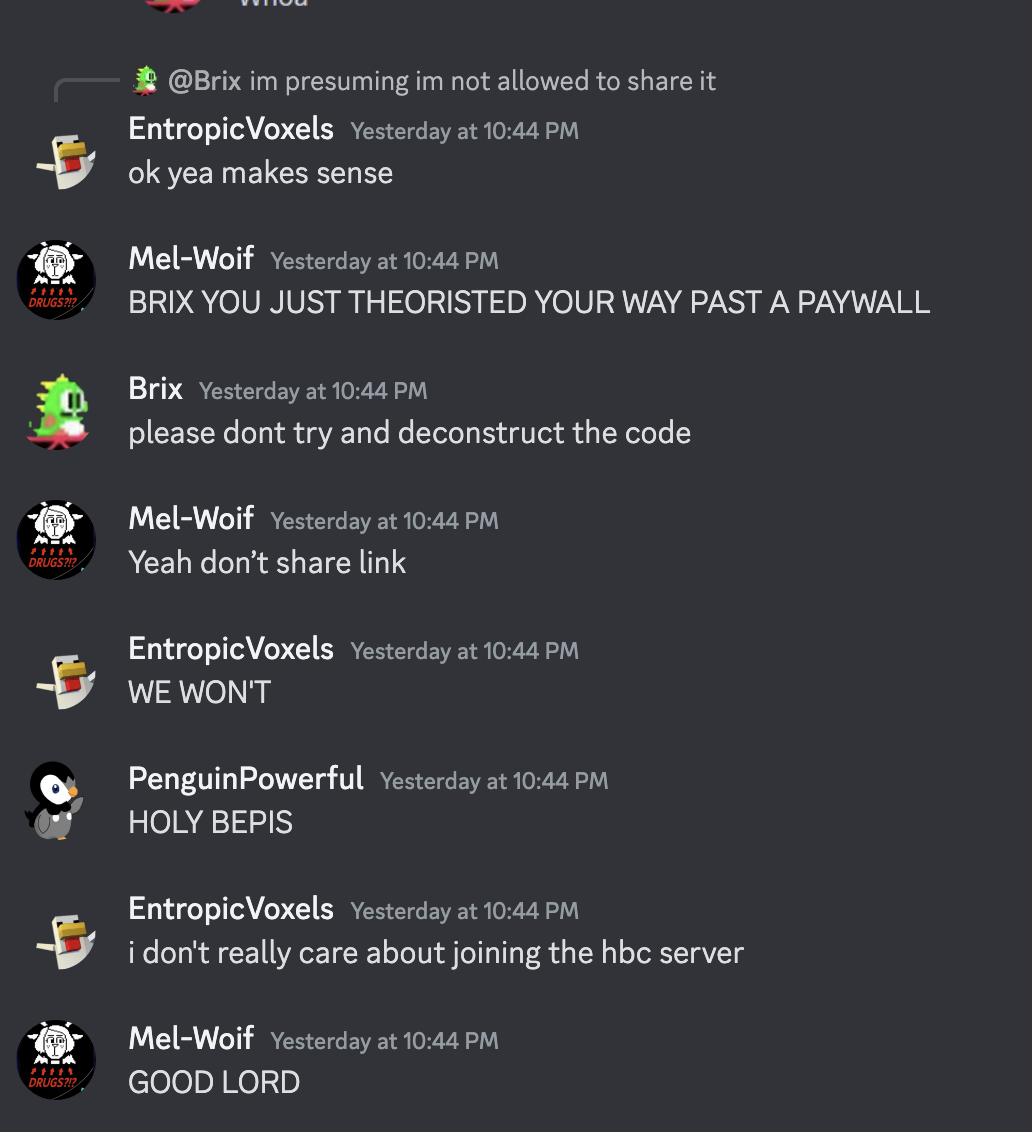 Whoa
@Brix im presuming im not allowed to share it
EntropicVoxels Yesterday at 10:44 PM
ok yea makes sense
Mel-Woif Yesterday at 10:44 PM
BRIX YOU JUST THEORISTED YOUR WAY PAST A PAYWALL
DRUGS?!?
Brix Yesterday at 10:44 PM
please dont try and deconstruct the code
Mel-Woif Yesterday at 10:44 PM
Yeah don’t share link
DRUGS?!?
EntropicVoxels Yesterday at 10:44 PM
WE WON'T
PenguinPowerful Yesterday at 10:44 PM
HOLY BEPIS
EntropicVoxels Yesterday at 10:44 PM
i don't really care about joining the hbc server
Mel-Woif Yesterday at 10:44 PM
GOOD LORD
DRUGS?!?